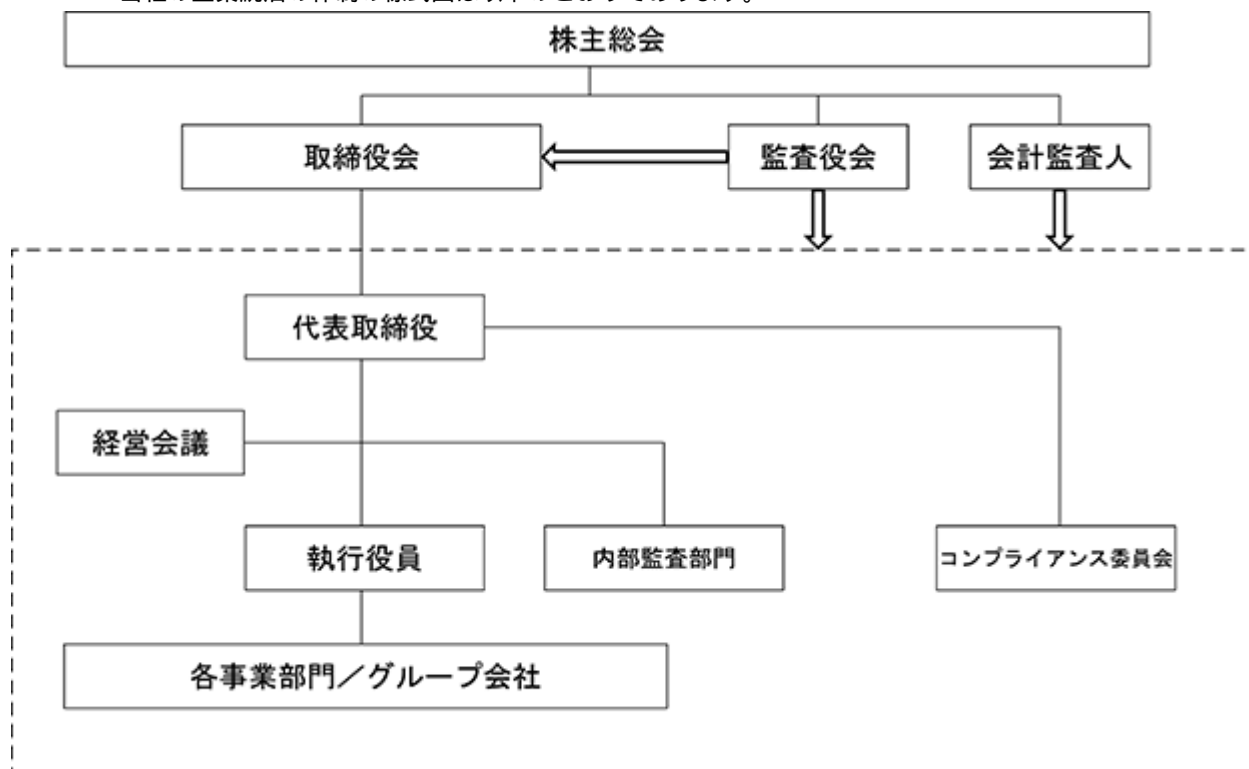 株主総会
取締役会
監査役会
会計監査人
代表取締役
経営会議
執行役員
内部監査部門
コンプライアンス委員会
各事業部門／グループ会社